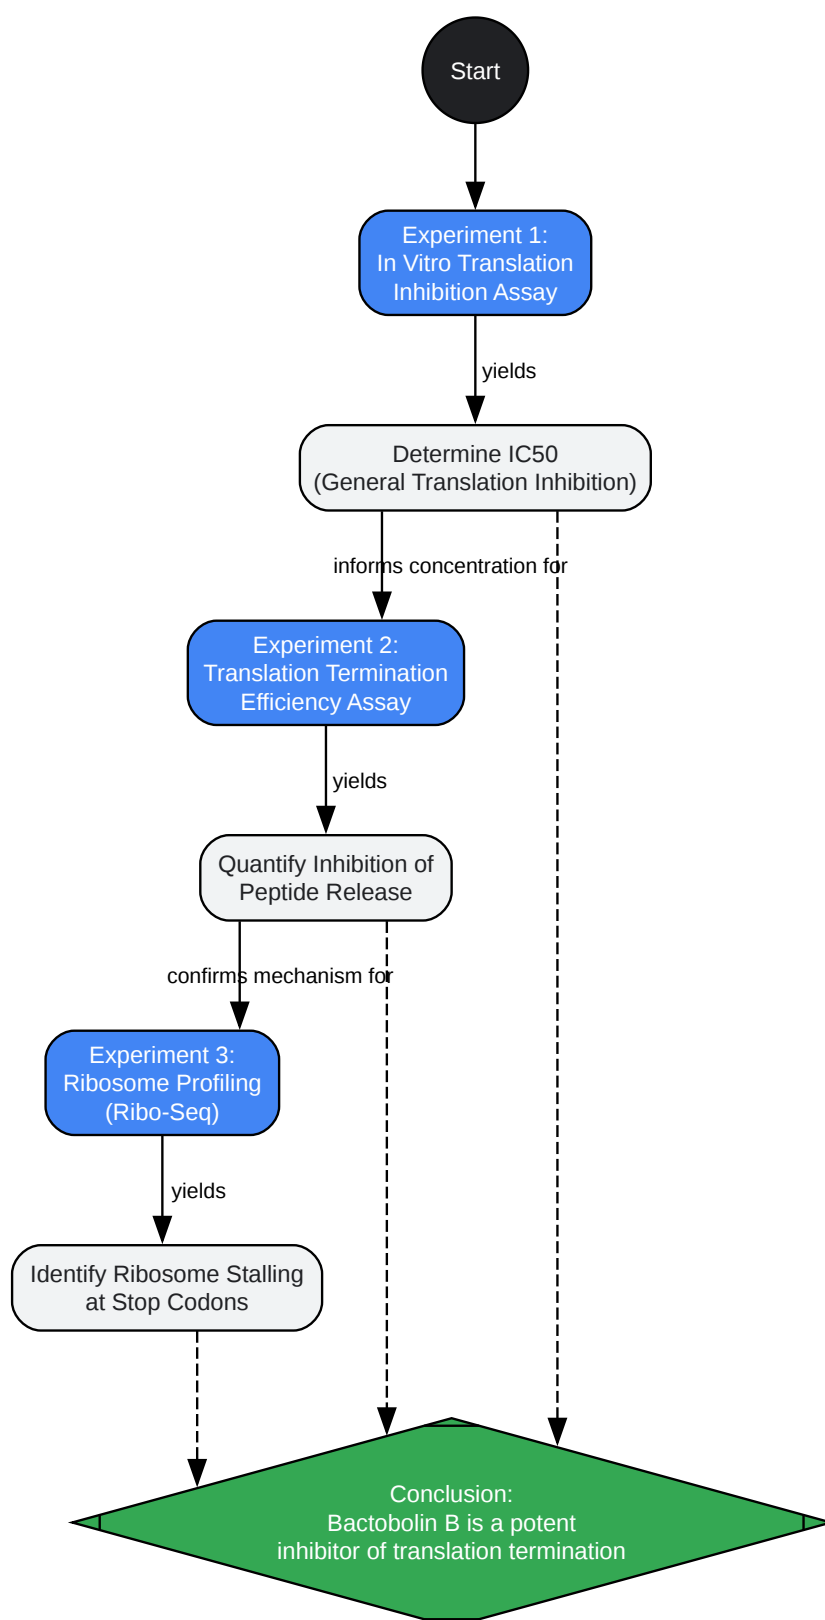 Start
Experiment 1:
In Vitro Translation
Inhibition Assay
yields
Determine IC50
(General Translation Inhibition)
informs concentration for
Experiment 2:
Translation Termination
Efficiency Assay
yields
Quantify Inhibition of
Peptide Release
confirms mechanism for
Experiment 3:
Ribosome Profiling
(Ribo-Seq)
yields
Identify Ribosome Stalling
at Stop Codons
Conclusion:
Bactobolin B is a potent
inhibitor of translation termination